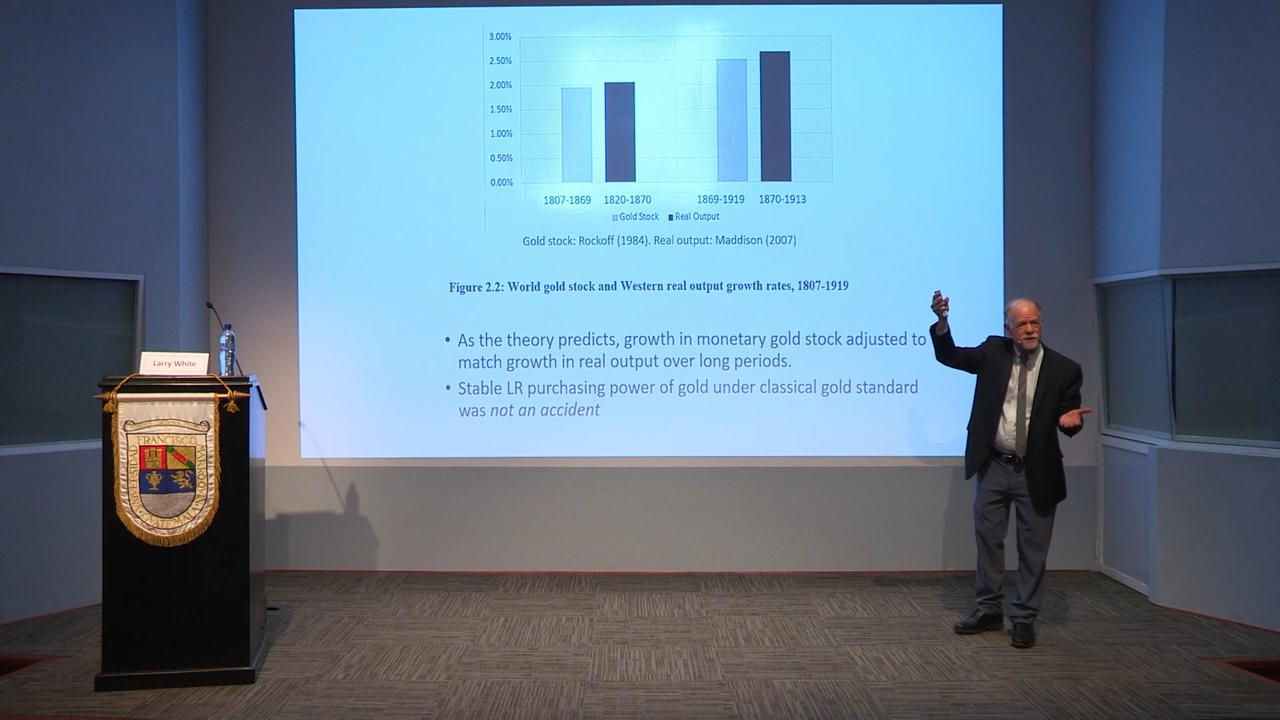 3.00%
2.50%
2.00%
1.50%
1.00%
0.50%
0.00%
1807-1869 1820-1870 1869-1919 1870-1913
Gold Stock Real Output
Gold stock: Rockoff (1984). Real output: Maddison (2007)
Figure 2.2: World gold stock and Western real output growth rates, 1807-1919
• As the theory predicts, growth in monetary gold stock adjusted to
match growth in real output over long periods.
• Stable LR purchasing power of gold under classical gold standard
was not an accident
Larry White
FRANCISCO
UNIVERSIDAD
GUATEMALA